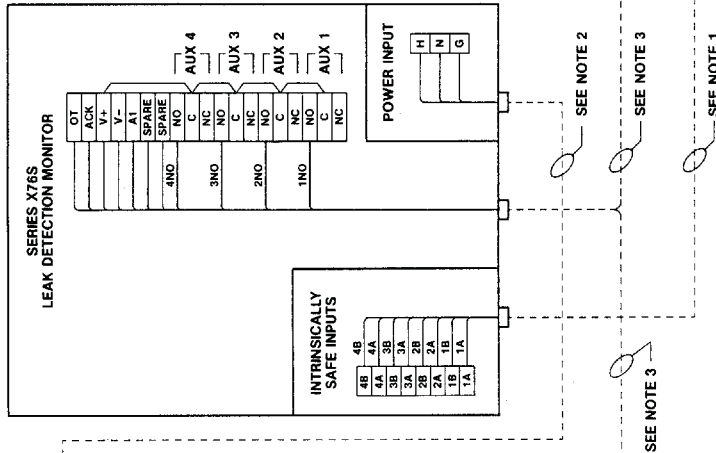 SERIES X76S
LEAK DETECTION MONITOR
OT
ACK
V+
V-
A1
SPARE
SPARE
NO
C
NC
NO
C
NC
NO
C
NC
NO
C
NC
4NO
3NO
2NO
1NO
AUX 4
AUX 3
AUX 2
AUX 1
POWER INPUT
H
N
G
INTRINSICALLY
SAFE INPUTS
4B
4A
3B
3A
2B
2A
1B
1A
4B
4A
3B
3A
2B
2A
1B
1A
SEE NOTE 2
SEE NOTE 3
SEE NOTE 1
SEE NOTE 3